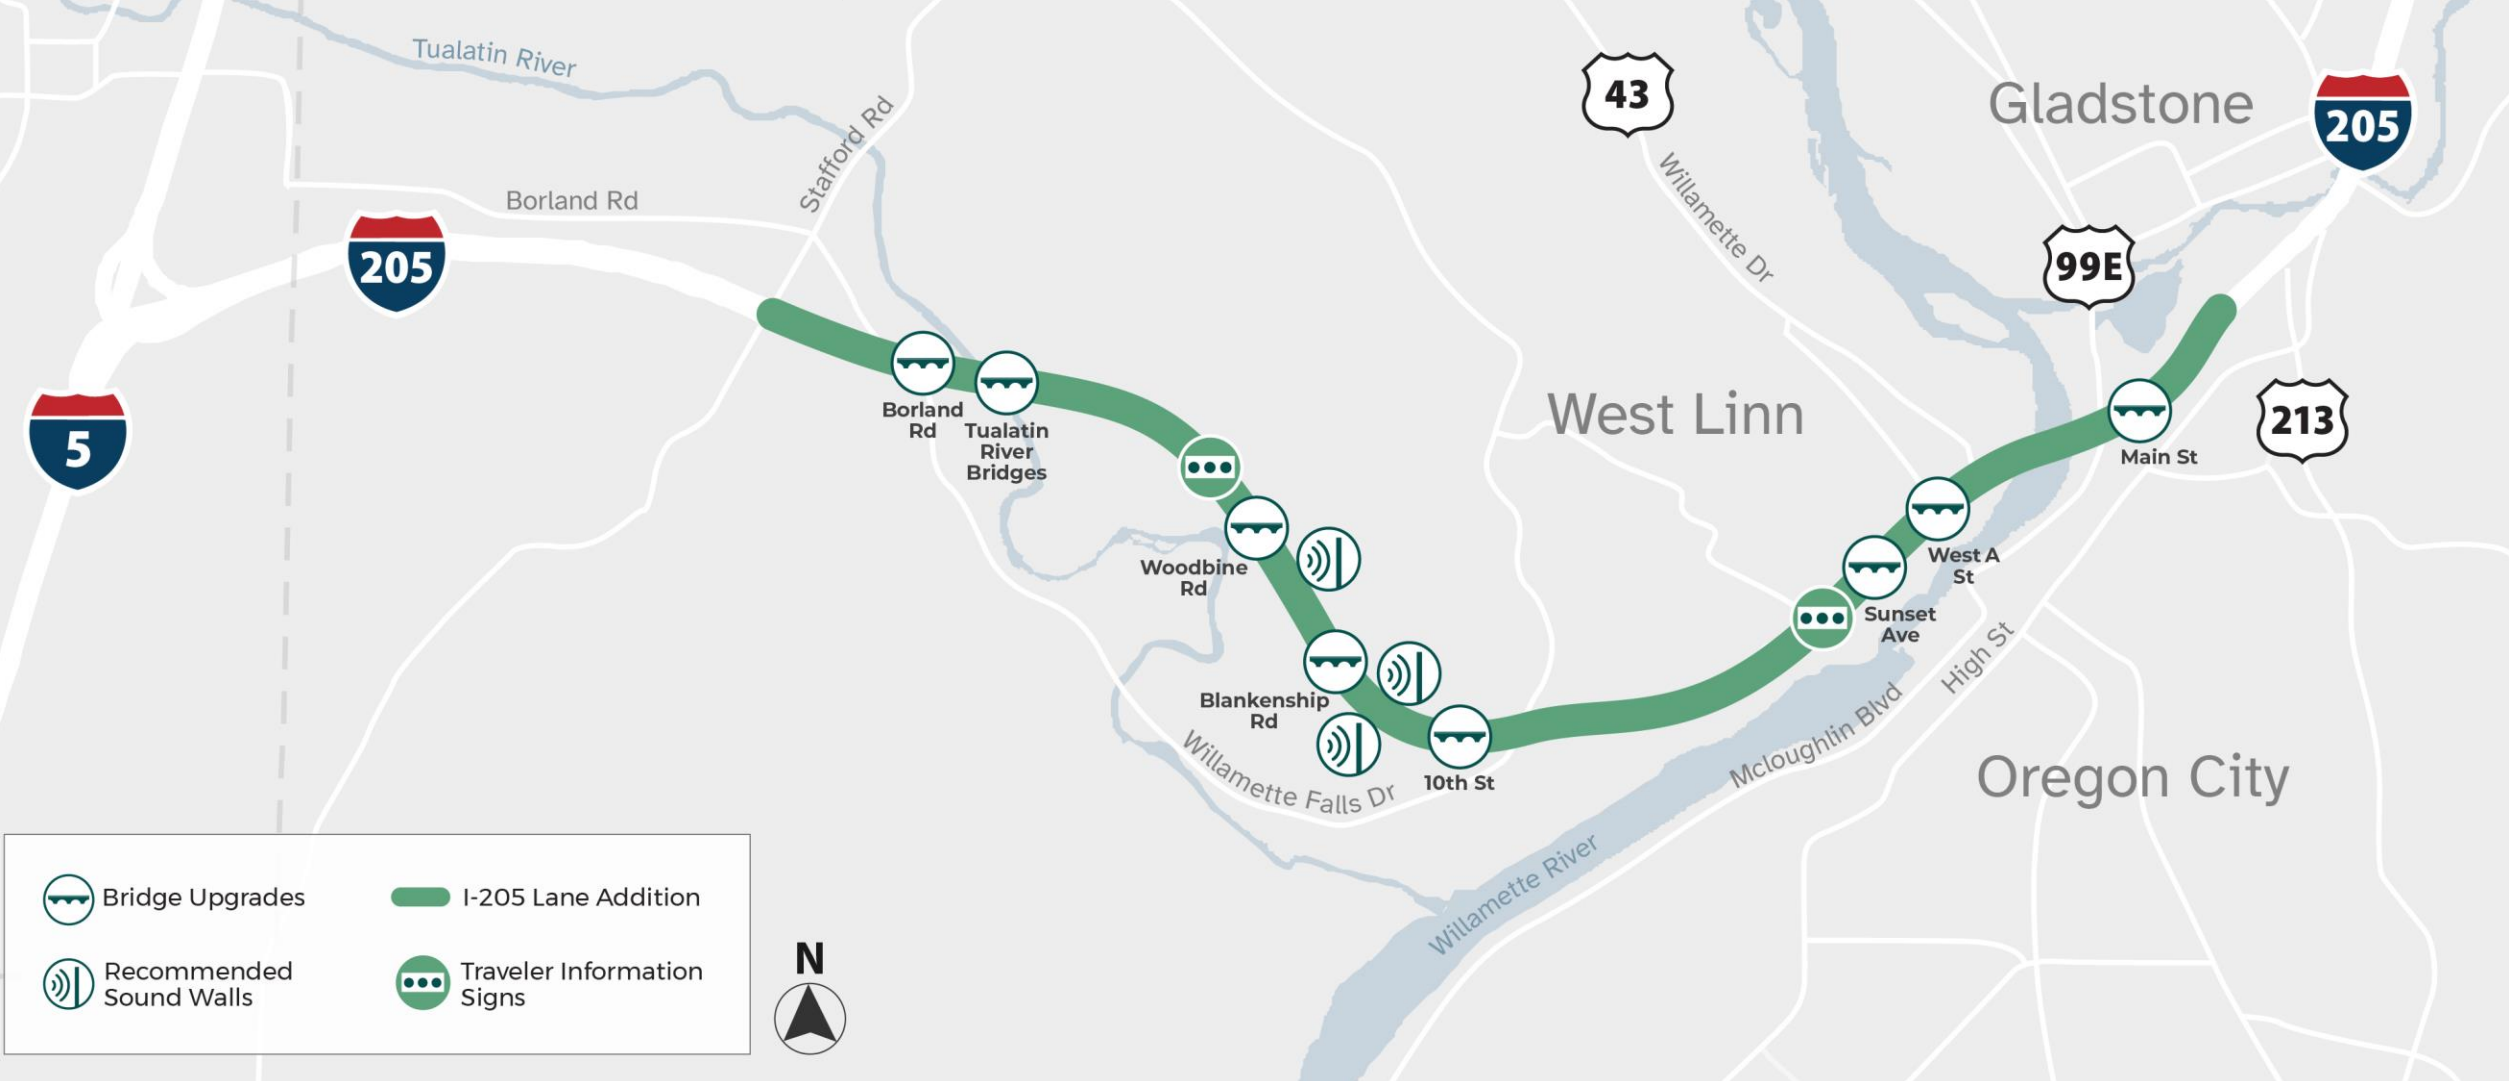 Tualatin River
Stafford Rd
Borland Rd
205
5
43
Willamette Dr
Gladstone
205
99E
213
West Linn
Borland
Rd
Tualatin
River
Bridges
Woodbine
Rd
Blankenship
Rd
10th St
Willamette Falls Dr
Main St
West A
St
Sunset
Ave
High St
Mcloughlin Blvd
Oregon City
Willamette River
Bridge Upgrades
I-205 Lane Addition
Recommended
Sound Walls
Traveler Information
Signs
N